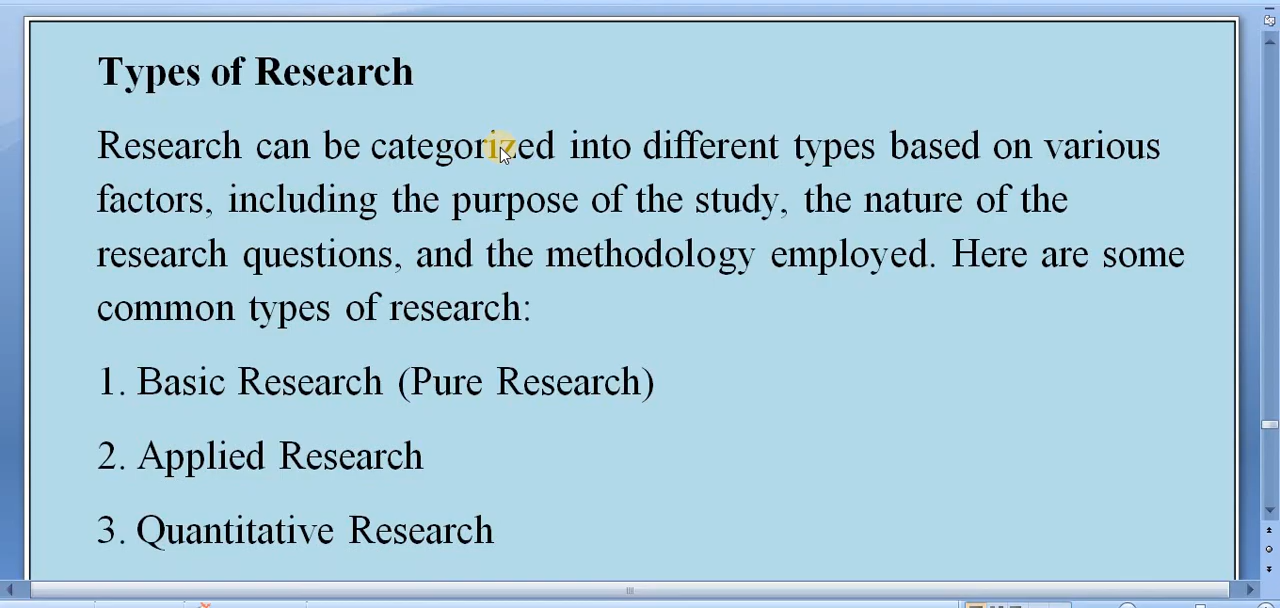 Types of Research
Research can be categorized into different types based on various
factors, including the purpose of the study, the nature of the
research questions, and the methodology employed. Here are some
common types of research:
1. Basic Research (Pure Research)
2. Applied Research
3. Quantitative Research